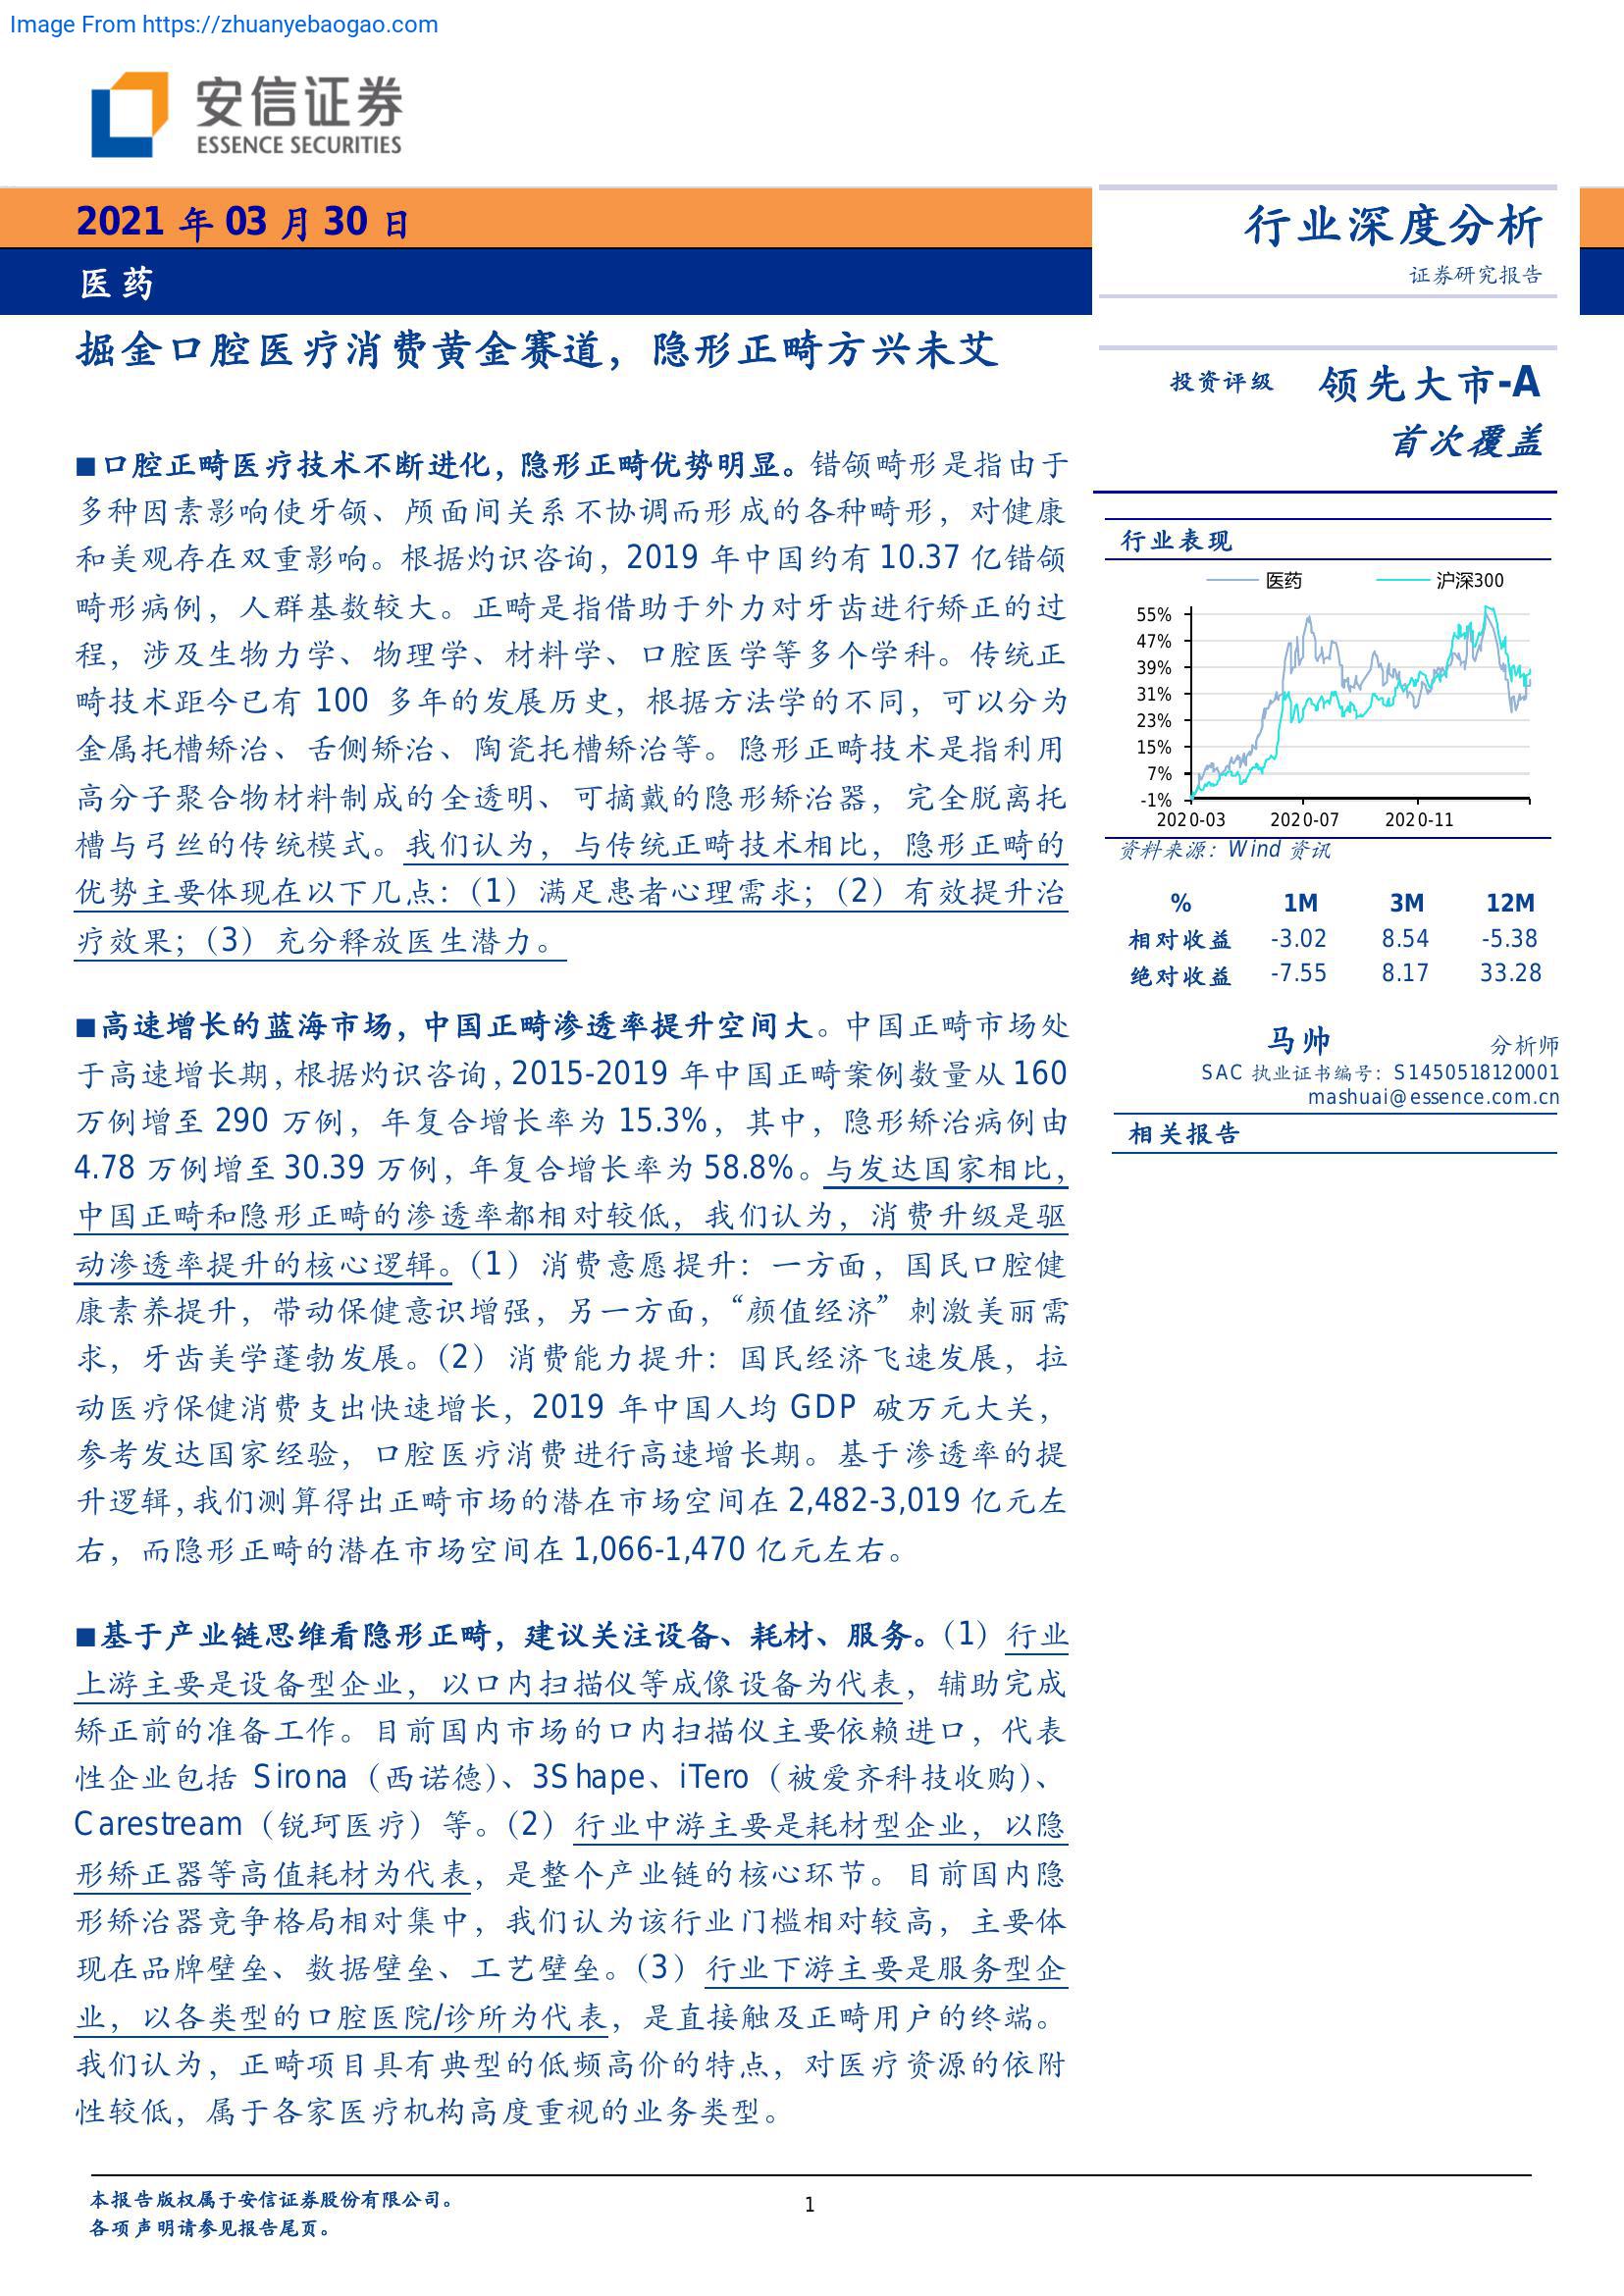 Image From https://zhuanyebaogao.com
安信证券
ESSENCE SECURITIES
2021 年 03 月 30 日
医药
掘金口腔医疗消费黄金赛道，隐形正畸方兴未艾
■口腔正畸医疗技术不断进化，隐形正畸优势明显。错颌畸形是指由于
多种因素影响使牙颌、颅面间关系不协调而形成的各种畸形，对健康
和美观存在双重影响。根据灼识咨询，2019 年中国约有 10.37 亿错颌
畸形病例，人群基数较大。正畸是指借助于外力对牙齿进行矫正的过
程，涉及生物力学、物理学、材料学、口腔医学等多个学科。传统正
畸技术距今已有 100 多年的发展历史，根据方法学的不同，可以分为
金属托槽矫治、舌侧矫治、陶瓷托槽矫治等。隐形正畸技术是指利用
高分子聚合物材料制成的全透明、可摘戴的隐形矫治器，完全脱离托
槽与弓丝的传统模式。我们认为，与传统正畸技术相比，隐形正畸的
优势主要体现在以下几点：（1）满足患者心理需求；（2）有效提升治
疗效果；（3）充分释放医生潜力。
■高速增长的蓝海市场，中国正畸渗透率提升空间大。中国正畸市场处
于高速增长期，根据灼识咨询，2015-2019 年中国正畸案例数量从 160
万例增至 290 万例，年复合增长率为 15.3%，其中，隐形矫治病例由
4.78 万例增至 30.39 万例，年复合增长率为 58.8%。与发达国家相比，
中国正畸和隐形正畸的渗透率都相对较低，我们认为，消费升级是驱
动渗透率提升的核心逻辑。（1）消费意愿提升：一方面，国民口腔健
康素养提升，带动保健意识增强，另一方面，“颜值经济”刺激美丽需
求，牙齿美学蓬勃发展。（2）消费能力提升：国民经济飞速发展，拉
动医疗保健消费支出快速增长，2019 年中国人均 GDP 破万元大关，
参考发达国家经验，口腔医疗消费进行高速增长期。基于渗透率的提
升逻辑，我们测算得出正畸市场的潜在市场空间在 2,482-3,019 亿元左
右，而隐形正畸的潜在市场空间在 1,066-1,470 亿元左右。
■基于产业链思维看隐形正畸，建议关注设备、耗材、服务。（1）行业
上游主要是设备型企业，以口内扫描仪等成像设备为代表，辅助完成
矫正前的准备工作。目前国内市场的口内扫描仪主要依赖进口，代表
性企业包括 Sirona（西诺德）、3Shape、iTero（被爱齐科技收购）、
Carestream（锐珂医疗）等。（2）行业中游主要是耗材型企业，以隐
形矫正器等高值耗材为代表，是整个产业链的核心环节。目前国内隐
形矫治器竞争格局相对集中，我们认为该行业门槛相对较高，主要体
现在品牌壁垒、数据壁垒、工艺壁垒。（3）行业下游主要是服务型企
业，以各类型的口腔医院/诊所为代表，是直接触及正畸用户的终端。
我们认为，正畸项目具有典型的低频高价的特点，对医疗资源的依附
性较低，属于各家医疗机构高度重视的业务类型。
行业深度分析
证券研究报告
投资评级 领先大市-A
首次覆盖
行业表现
医药 沪深300
55%
47%
39%
31%
23%
15%
7%
-1%
2020-03 2020-07 2020-11
资料来源：Wind 资讯
% 1M 3M 12M
相对收益 -3.02 8.54 -5.38
绝对收益 -7.55 8.17 33.28
马帅 分析师
SAC 执业证书编号：S1450518120001
mashuai@essence.com.cn
相关报告
本报告版权属于安信证券股份有限公司。
各项声明请参见报告尾页。
1